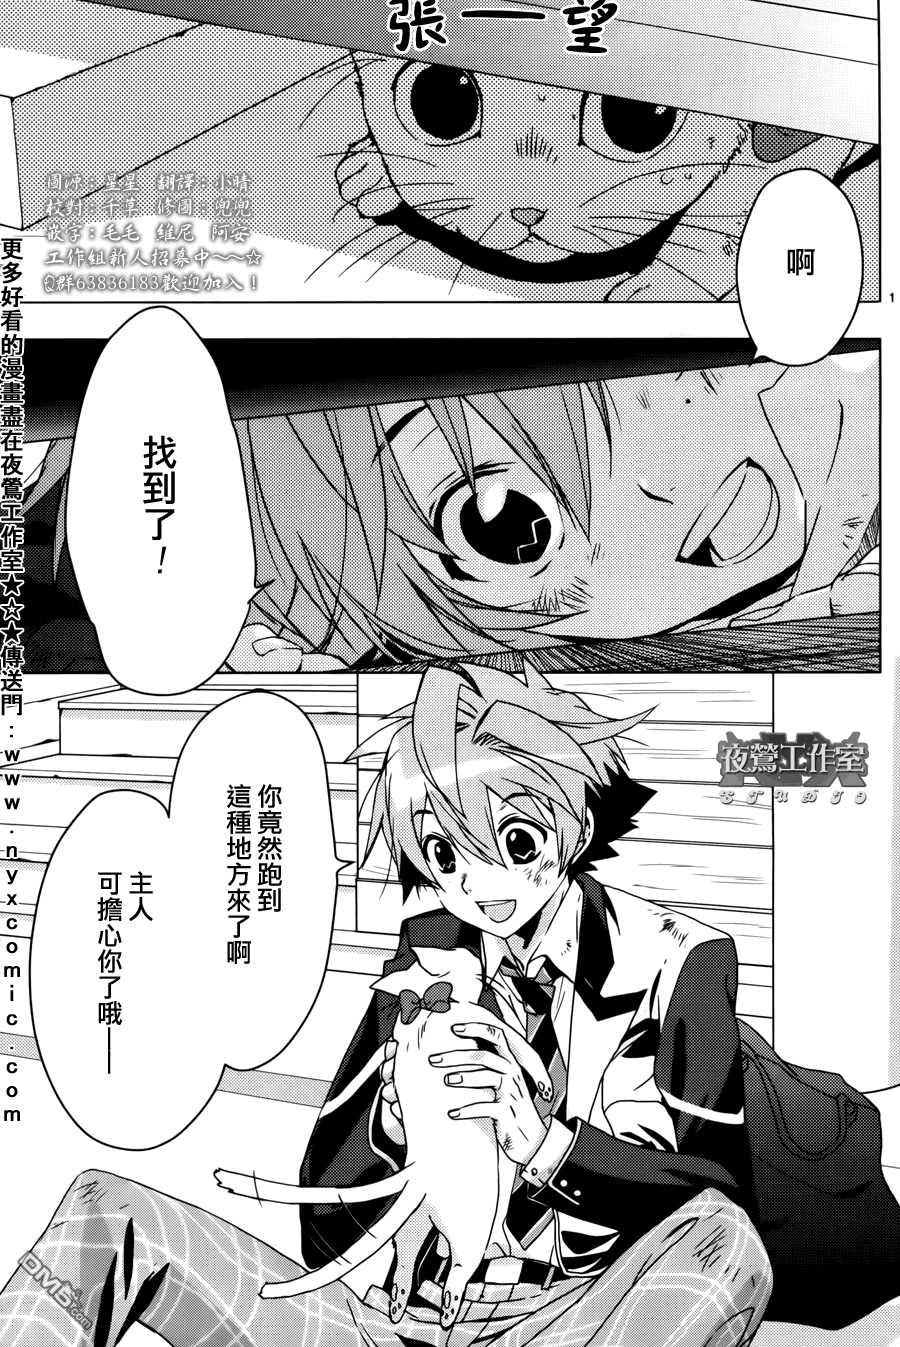 張一望
圖源：星星　翻譯：小晴
校對：千草　修圖：兜兜
嵌字：毛毛　維尼　阿安
工作組新人招募中～～☆
Q群63836183歡迎加入！
1
啊
找到了！
你竟然跑到
這種地方來了啊
主人
可擔心你了哦——
夜鶯工作室
STUDIO
更多好看的漫畫盡在夜鶯工作室★☆★傳送門：www.nyxcomic.com
DM5.com